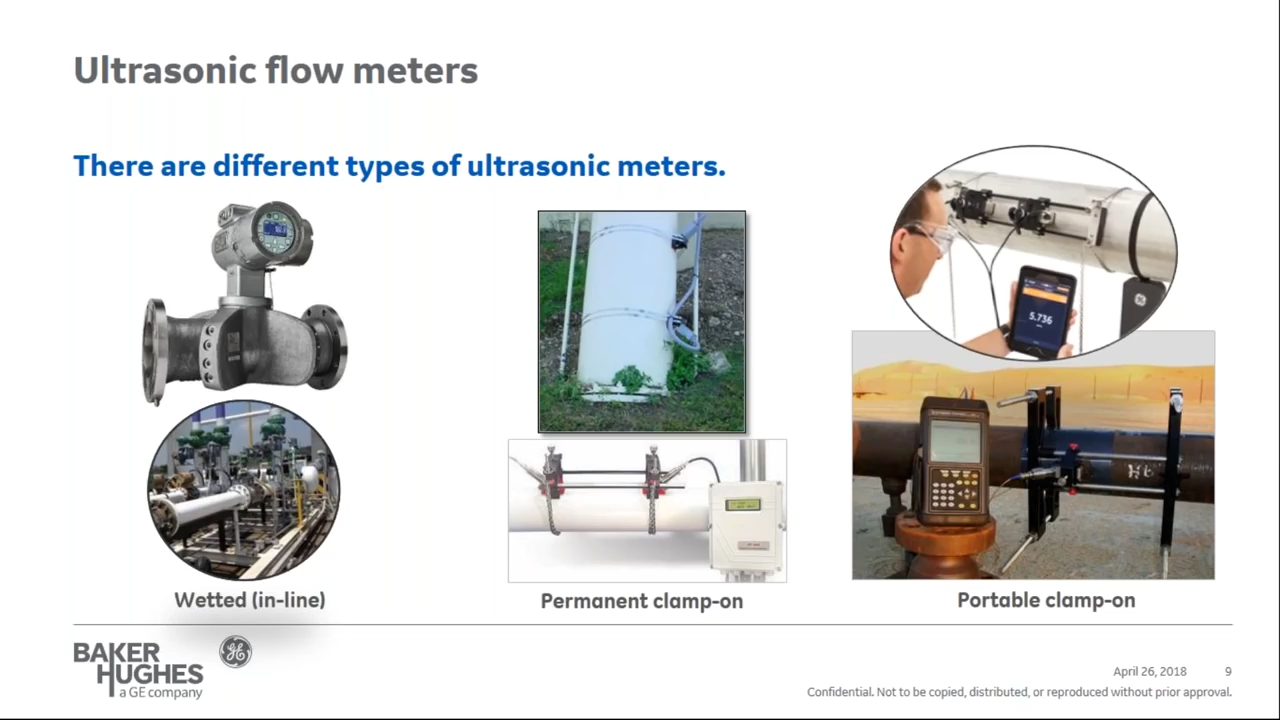 Ultrasonic flow meters
There are different types of ultrasonic meters.
5.736
Wetted (in-line)
Permanent clamp-on
Portable clamp-on
BAKER
HUGHES
a GE company
GE
April 26, 2018
9
Confidential. Not to be copied, distributed, or reproduced without prior approval.